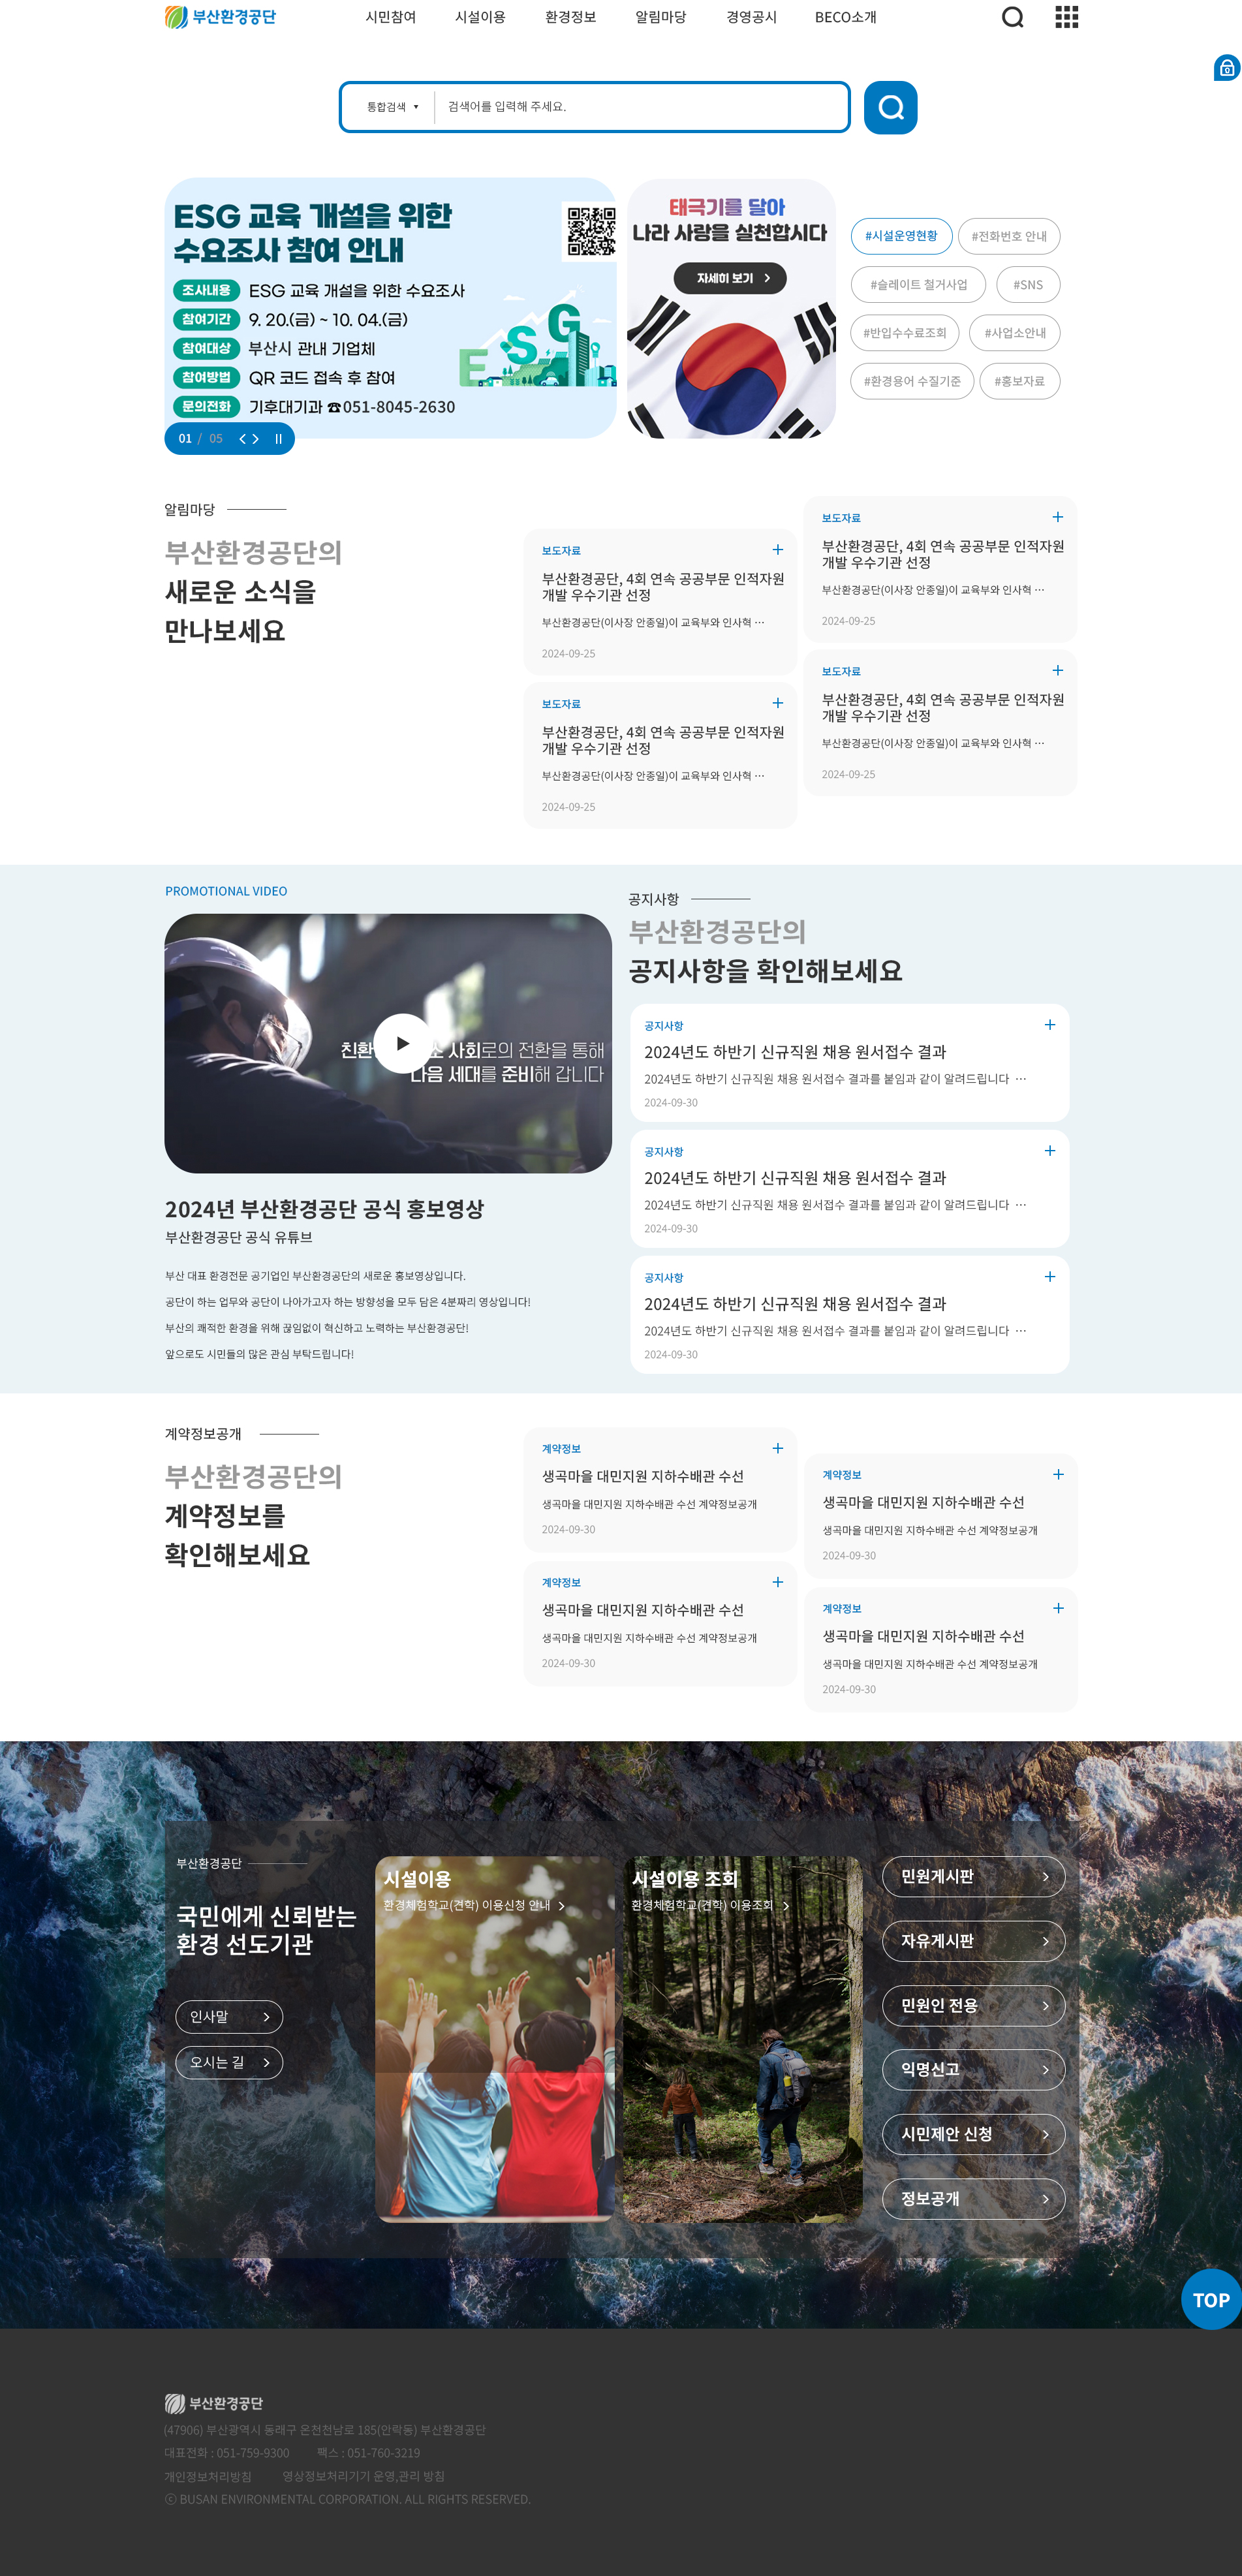 부산환경공단
시민참여 시설이용 환경정보 알림마당 경영공시 BECO소개
통합검색 ▼ 검색어를 입력해 주세요.
ESG 교육 개설을 위한
수요조사 참여 안내
조사내용 ESG 교육 개설을 위한 수요조사
참여기간 9. 20.(금) ~ 10. 04.(금)
참여대상 부산시 관내 기업체
참여방법 QR 코드 접속 후 참여
문의전화 기후대기과 ☎051-8045-2630
ESG
01 / 05
태극기를 달아
나라 사랑을 실천합시다
자세히 보기
#시설운영현황 #전화번호 안내
#슬레이트 철거사업 #SNS
#반입수수료조회 #사업소안내
#환경용어 수질기준 #홍보자료
알림마당
부산환경공단의
새로운 소식을
만나보세요
보도자료
부산환경공단, 4회 연속 공공부문 인적자원
개발 우수기관 선정
부산환경공단(이사장 안종일)이 교육부와 인사혁 …
2024-09-25
보도자료
부산환경공단, 4회 연속 공공부문 인적자원
개발 우수기관 선정
부산환경공단(이사장 안종일)이 교육부와 인사혁 …
2024-09-25
보도자료
부산환경공단, 4회 연속 공공부문 인적자원
개발 우수기관 선정
부산환경공단(이사장 안종일)이 교육부와 인사혁 …
2024-09-25
보도자료
부산환경공단, 4회 연속 공공부문 인적자원
개발 우수기관 선정
부산환경공단(이사장 안종일)이 교육부와 인사혁 …
2024-09-25
PROMOTIONAL VIDEO
친환 소 사회로의 전환을 통해
다음 세대를 준비해 갑니다
2024년 부산환경공단 공식 홍보영상
부산환경공단 공식 유튜브
부산 대표 환경전문 공기업인 부산환경공단의 새로운 홍보영상입니다.
공단이 하는 업무와 공단이 나아가고자 하는 방향성을 모두 담은 4분짜리 영상입니다!
부산의 쾌적한 환경을 위해 끊임없이 혁신하고 노력하는 부산환경공단!
앞으로도 시민들의 많은 관심 부탁드립니다!
공지사항
부산환경공단의
공지사항을 확인해보세요
공지사항
2024년도 하반기 신규직원 채용 원서접수 결과
2024년도 하반기 신규직원 채용 원서접수 결과를 붙임과 같이 알려드립니다 …
2024-09-30
공지사항
2024년도 하반기 신규직원 채용 원서접수 결과
2024년도 하반기 신규직원 채용 원서접수 결과를 붙임과 같이 알려드립니다 …
2024-09-30
공지사항
2024년도 하반기 신규직원 채용 원서접수 결과
2024년도 하반기 신규직원 채용 원서접수 결과를 붙임과 같이 알려드립니다 …
2024-09-30
계약정보공개
부산환경공단의
계약정보를
확인해보세요
계약정보
생곡마을 대민지원 지하수배관 수선
생곡마을 대민지원 지하수배관 수선 계약정보공개
2024-09-30
계약정보
생곡마을 대민지원 지하수배관 수선
생곡마을 대민지원 지하수배관 수선 계약정보공개
2024-09-30
계약정보
생곡마을 대민지원 지하수배관 수선
생곡마을 대민지원 지하수배관 수선 계약정보공개
2024-09-30
계약정보
생곡마을 대민지원 지하수배관 수선
생곡마을 대민지원 지하수배관 수선 계약정보공개
2024-09-30
부산환경공단
국민에게 신뢰받는
환경 선도기관
인사말
오시는 길
시설이용
환경체험학교(견학) 이용신청 안내
시설이용 조회
환경체험학교(견학) 이용조회
민원게시판
자유게시판
민원인 전용
익명신고
시민제안 신청
정보공개
TOP
부산환경공단
(47906) 부산광역시 동래구 온천천남로 185(안락동) 부산환경공단
대표전화 : 051-759-9300 팩스 : 051-760-3219
개인정보처리방침 영상정보처리기기 운영,관리 방침
ⓒ BUSAN ENVIRONMENTAL CORPORATION. ALL RIGHTS RESERVED.